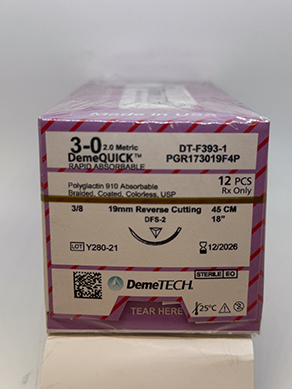 Made in U.S.A.
3-0 2.0 Metric
DemeQUICK™
RAPID ABSORBABLE
DT-F393-1
PGR173019F4P
Polyglactin 910 Absorbable
Braided, Coated, Colorless, USP
12 PCS
Rx Only
3/8
19mm Reverse Cutting
DFS-2
45 CM
18"
LOT Y280-21
12/2026
DemeTECH®
STERILE EO
TEAR HERE
25°C